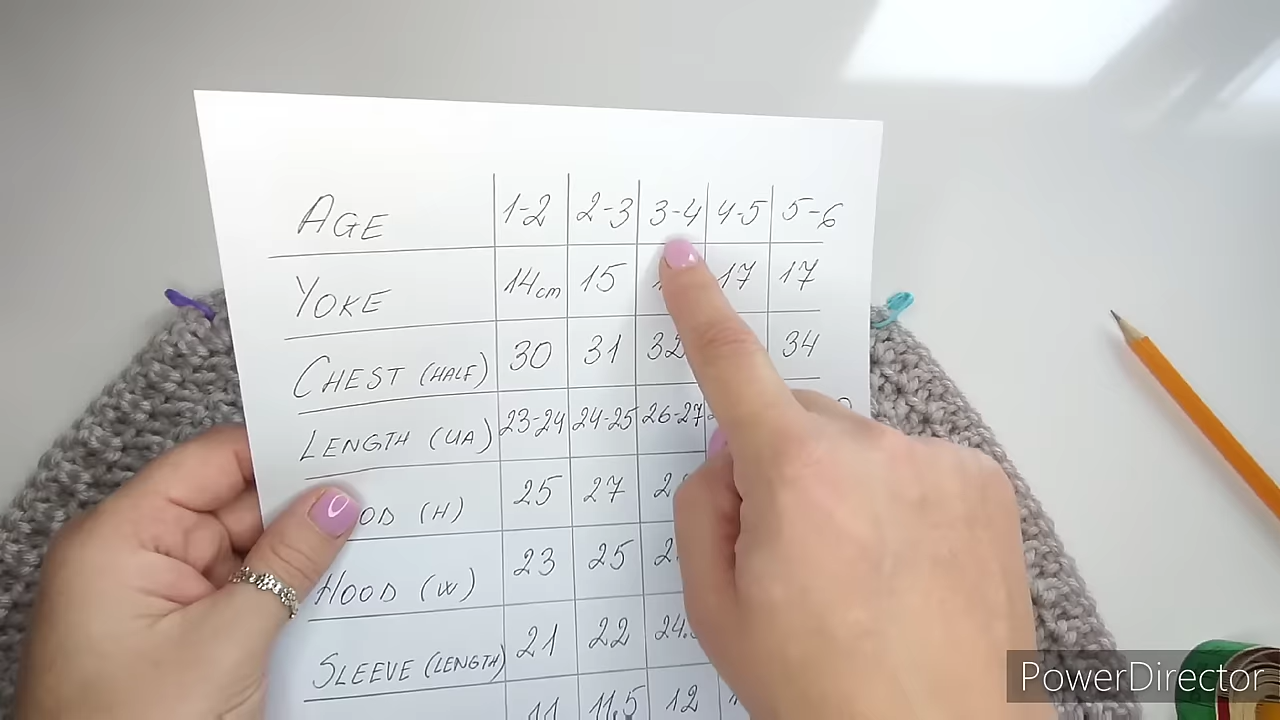 AGE 1-2 2-3 3-4 4-5 5-6
YOKE 14cm 15 17 17
CHEST (HALF) 30 31 32 34
LENGTH (UA) 23-24 24-25 26-27
(H) 25 27
HOOD (W) 23 25
SLEEVE (LENGTH) 21 22
11 11.5 12
PowerDirector